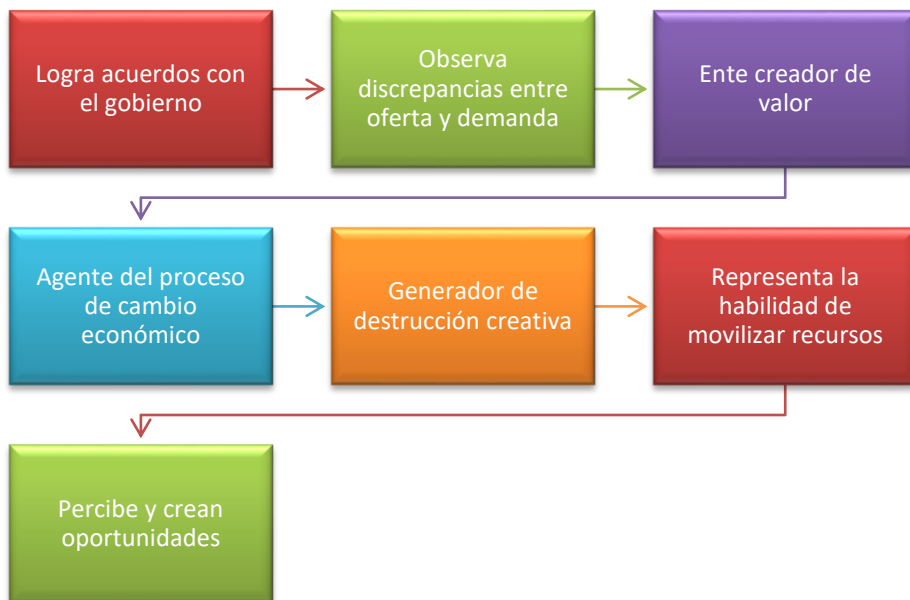 Logra acuerdos con
el gobierno
Observa
discrepancias entre
oferta y demanda
Ente creador de
valor
Agente del proceso
de cambio
económico
Generador de
destrucción creativa
Representa la
habilidad de
movilizar recursos
Percibe y crean
oportunidades